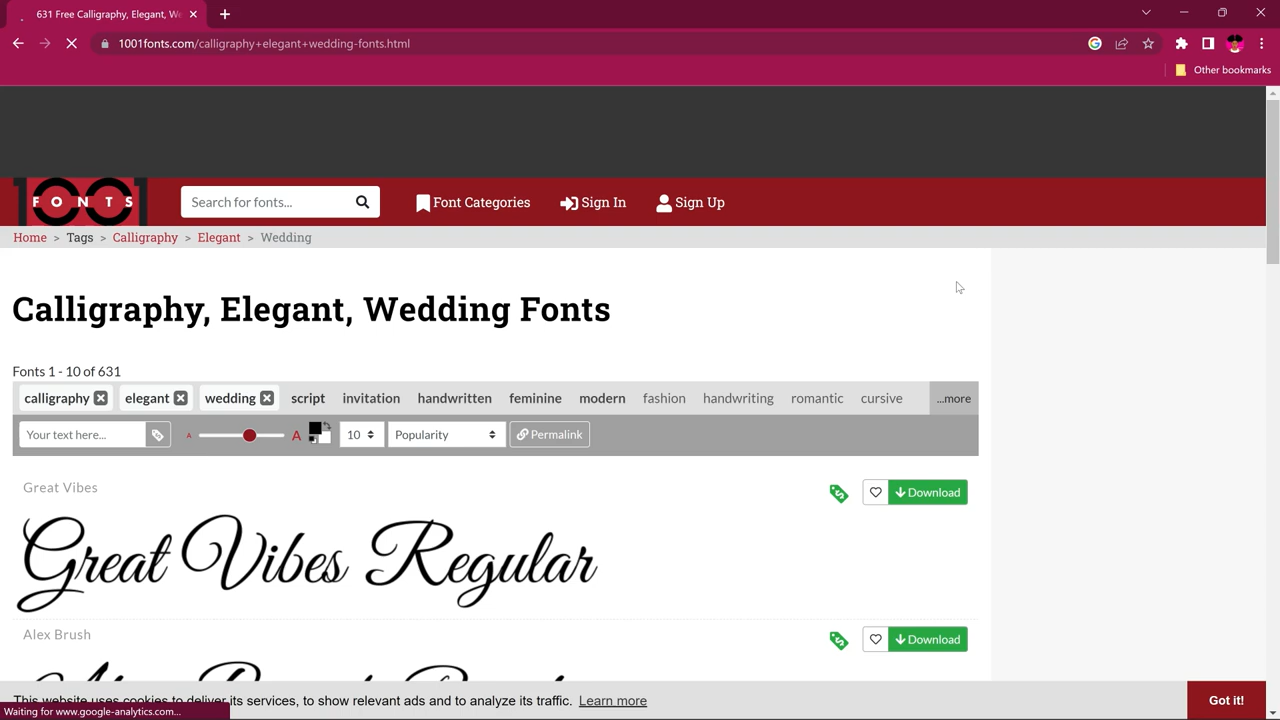 631 Free Calligraphy, Elegant, We
1001fonts.com/calligraphy+elegant+wedding-fonts.html
Other bookmarks
1001
FONTS
Search for fonts...
Font Categories
Sign In
Sign Up
Home > Tags > Calligraphy > Elegant > Wedding
Calligraphy, Elegant, Wedding Fonts
Fonts 1 - 10 of 631
calligraphy elegant wedding script invitation handwritten feminine modern fashion handwriting romantic cursive ...more
Your text here... A A 10 Popularity Permalink
Great Vibes
Download
Great Vibes Regular
Alex Brush
Download
This website uses cookies to deliver its services, to show relevant ads and to analyze its traffic. Learn more
Got it!
Waiting for www.google-analytics.com...